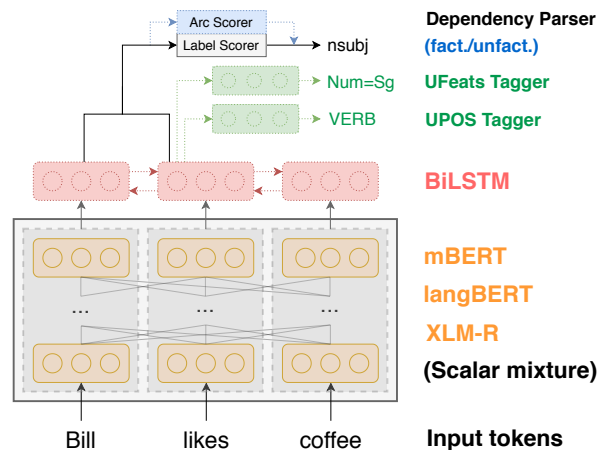 Arc Scorer
Dependency Parser
Label Scorer
nsubj
(fact./unfact.)
Num=Sg
UFeats Tagger
VERB
UPOS Tagger
BiLSTM
mBERT
langBERT
... ... ...
XLM-R
(Scalar mixture)
Bill likes coffee
Input tokens